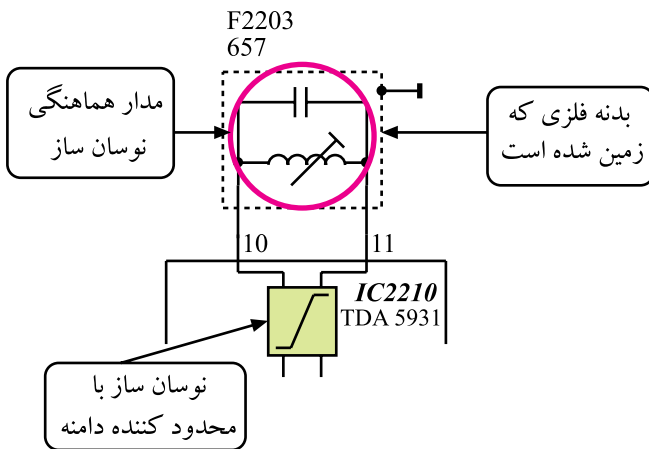 F2203
657
مدار هماهنگی
نوسان ساز
بدنه فلزی که
زمین شده است
10
11
IC2210
TDA 5931
نوسان ساز با
محدود کننده دامنه